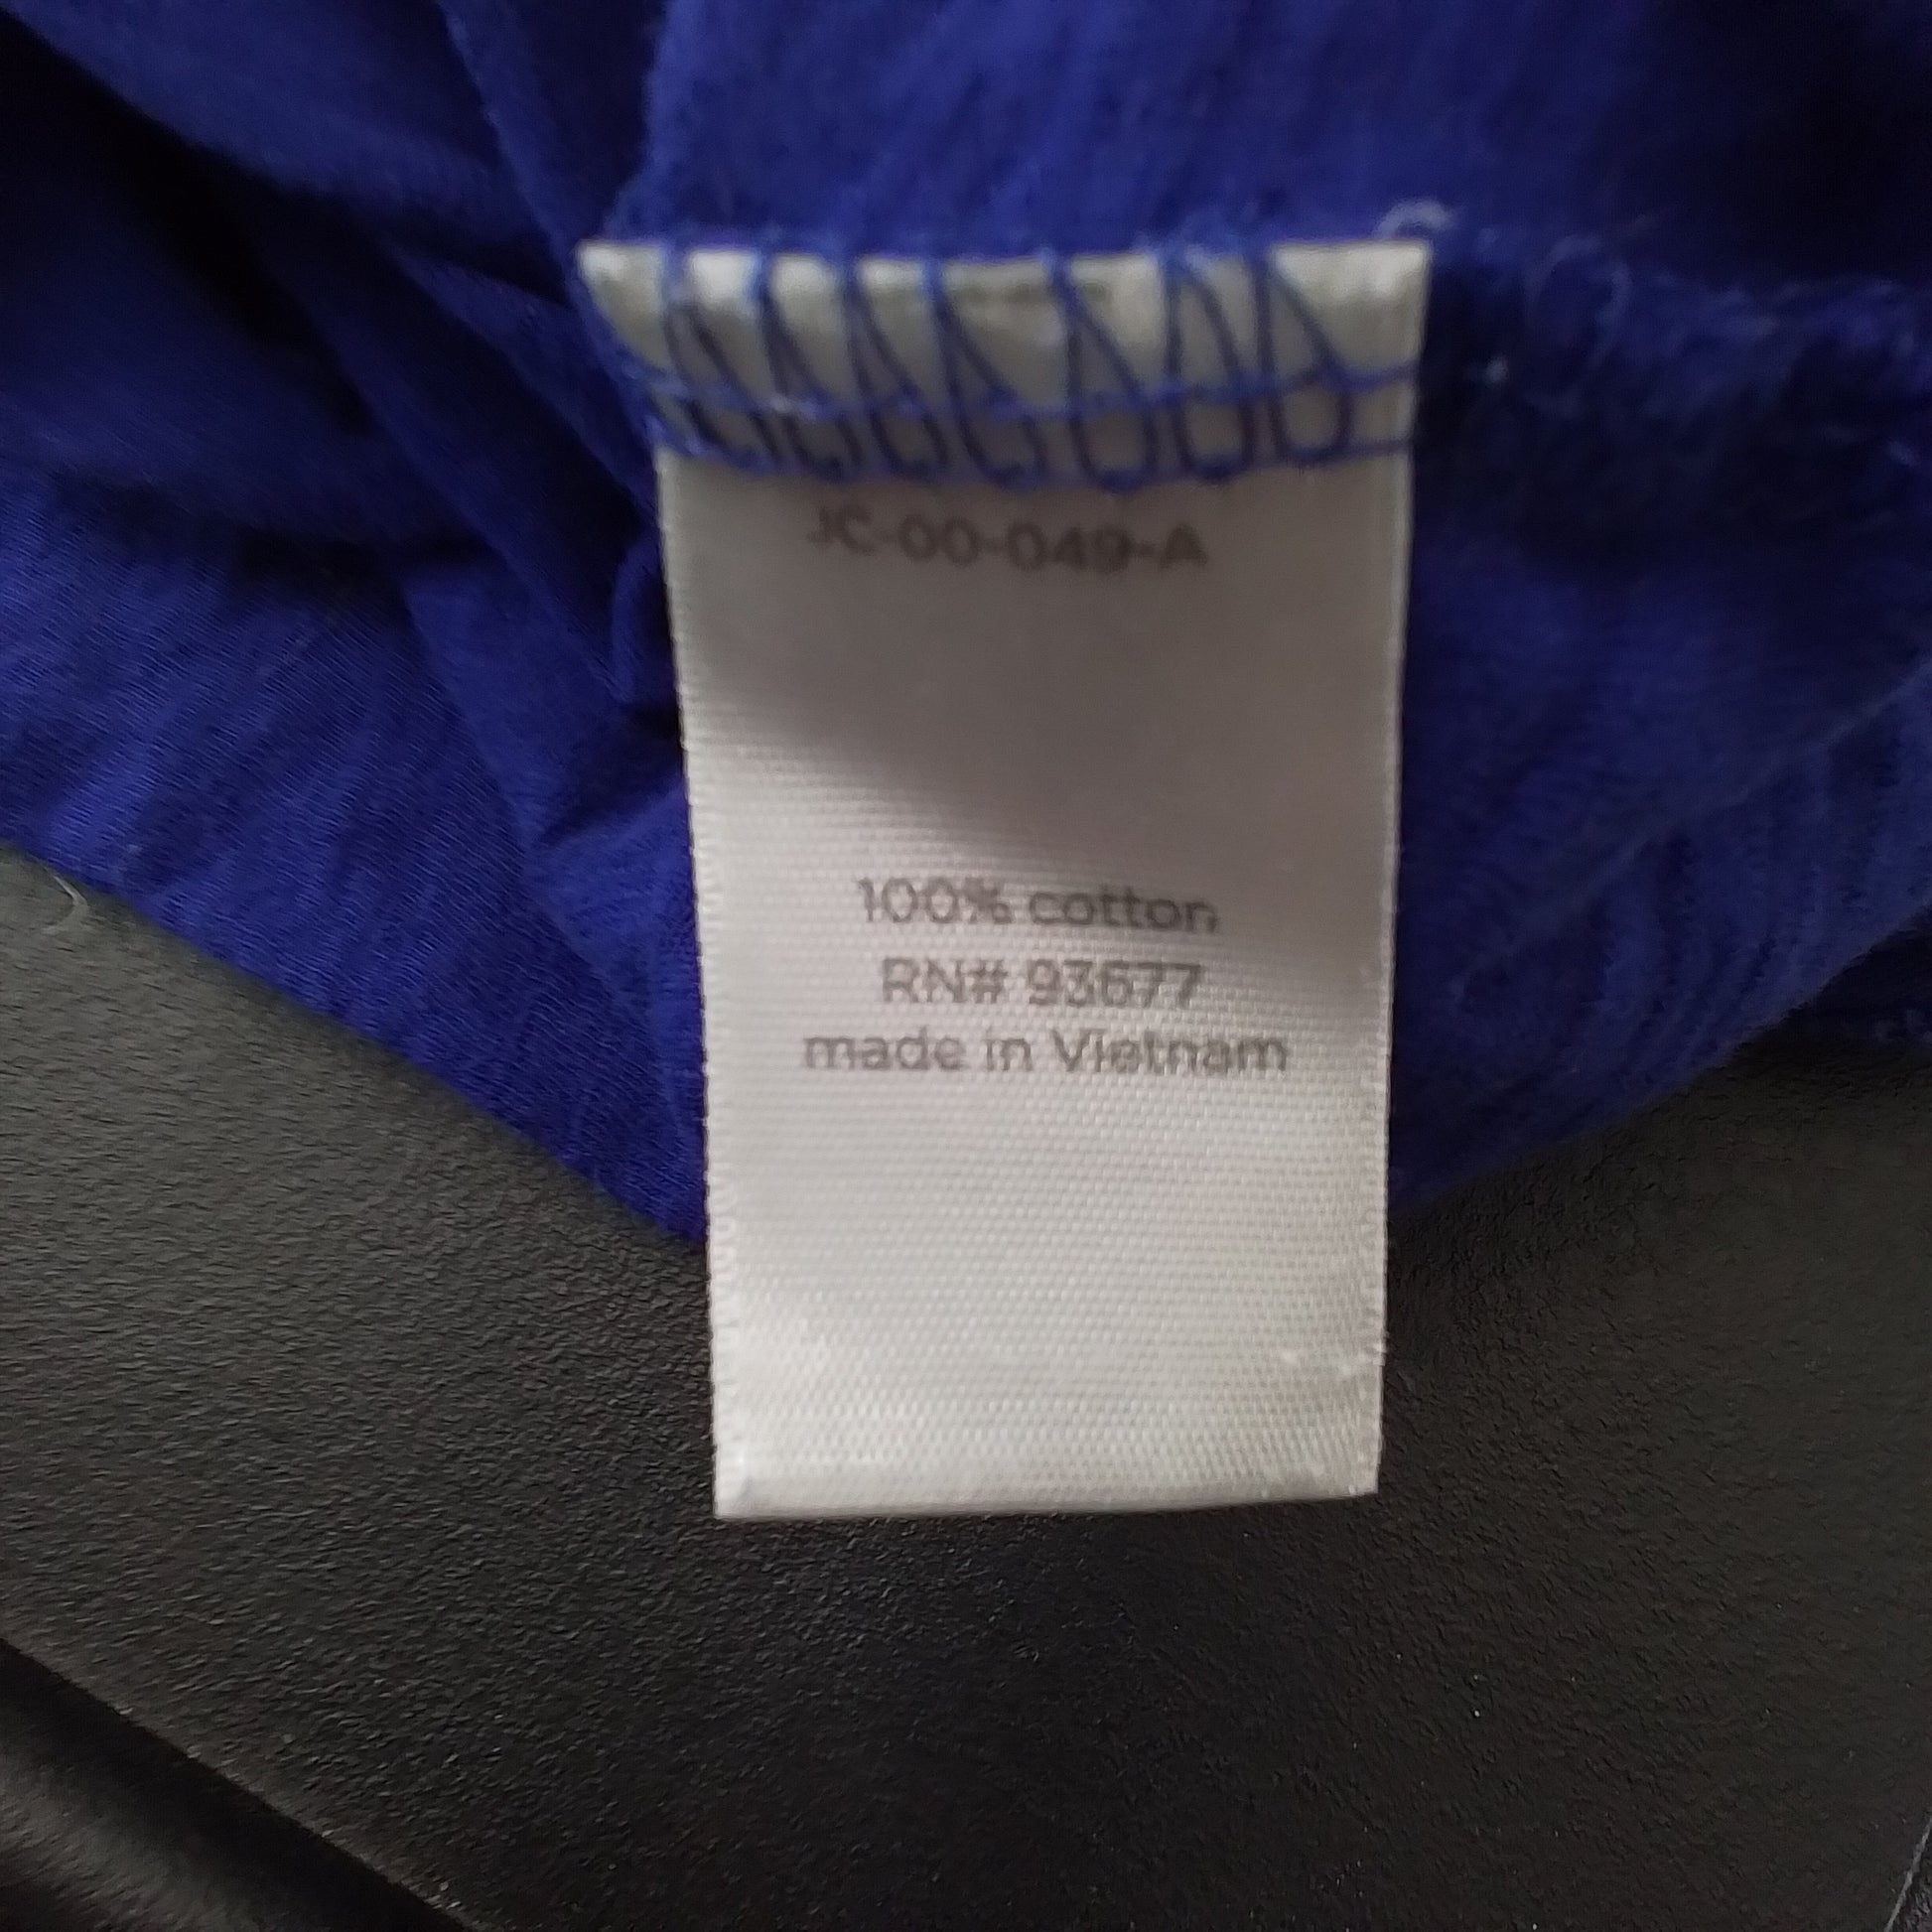 JC-00-049-A
100% cotton
RN# 93677
made in Vietnam